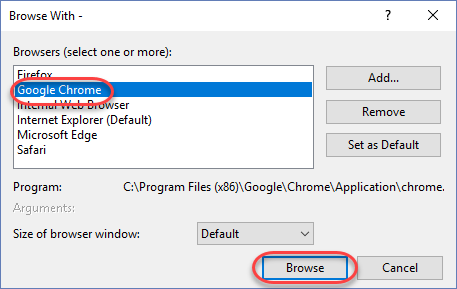 Browse With -
Browsers (select one or more):
Firefox
Google Chrome
Internal Web Browser
Internet Explorer (Default)
Microsoft Edge
Safari
Add...
Remove
Set as Default
Program: C:\Program Files (x86)\Google\Chrome\Application\chrome.
Arguments:
Size of browser window: Default
Browse Cancel